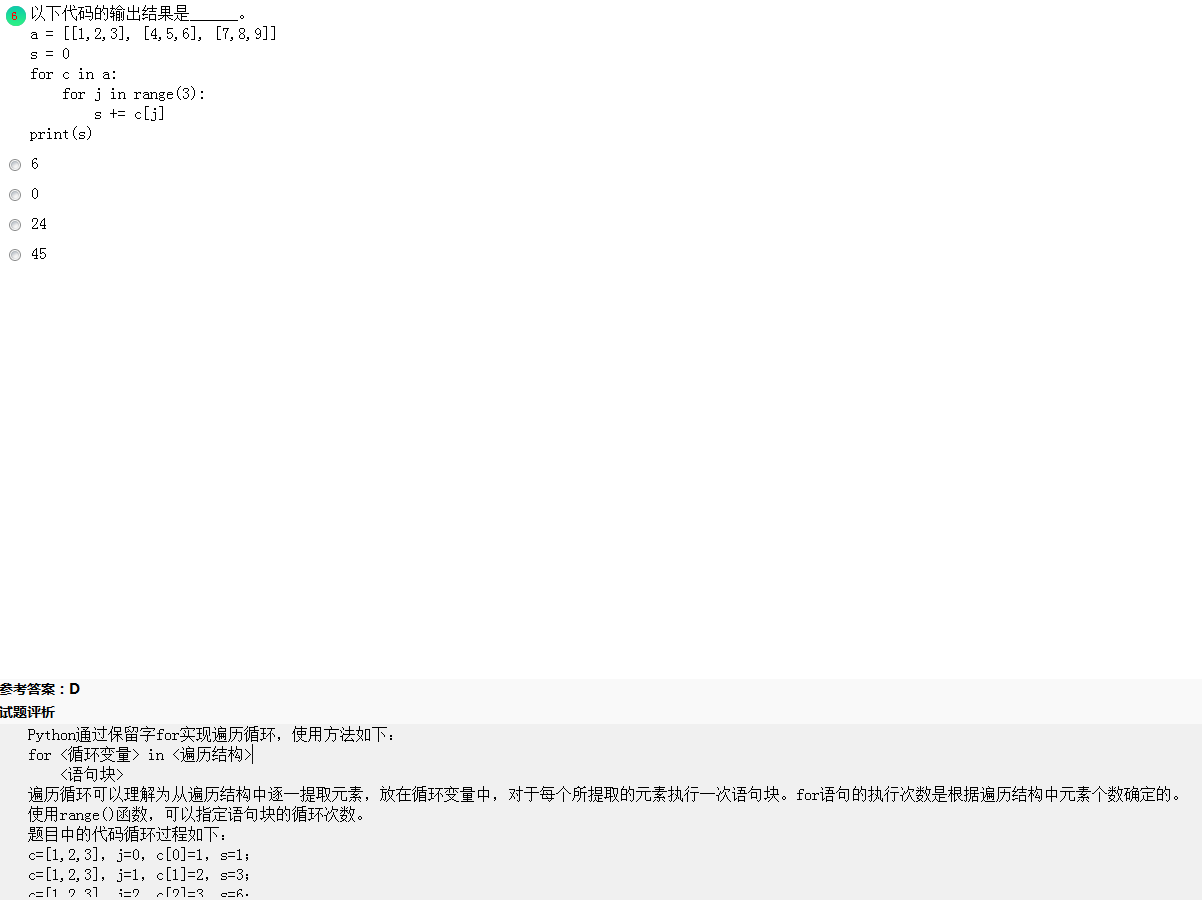 6 以下代码的输出结果是______。
a = [[1,2,3], [4,5,6], [7,8,9]]
s = 0
for c in a:
    for j in range(3):
        s += c[j]
print(s)
6
0
24
45
参考答案：D
试题评析
Python通过保留字for实现遍历循环，使用方法如下：
for <循环变量> in <遍历结构>
    <语句块>
遍历循环可以理解为从遍历结构中逐一提取元素，放在循环变量中，对于每个所提取的元素执行一次语句块。for语句的执行次数是根据遍历结构中元素个数确定的。
使用range()函数，可以指定语句块的循环次数。
题目中的代码循环过程如下：
c=[1,2,3]，j=0，c[0]=1，s=1；
c=[1,2,3]，j=1，c[1]=2，s=3；
c=[1,2,3]，j=2，c[2]=3，s=6；